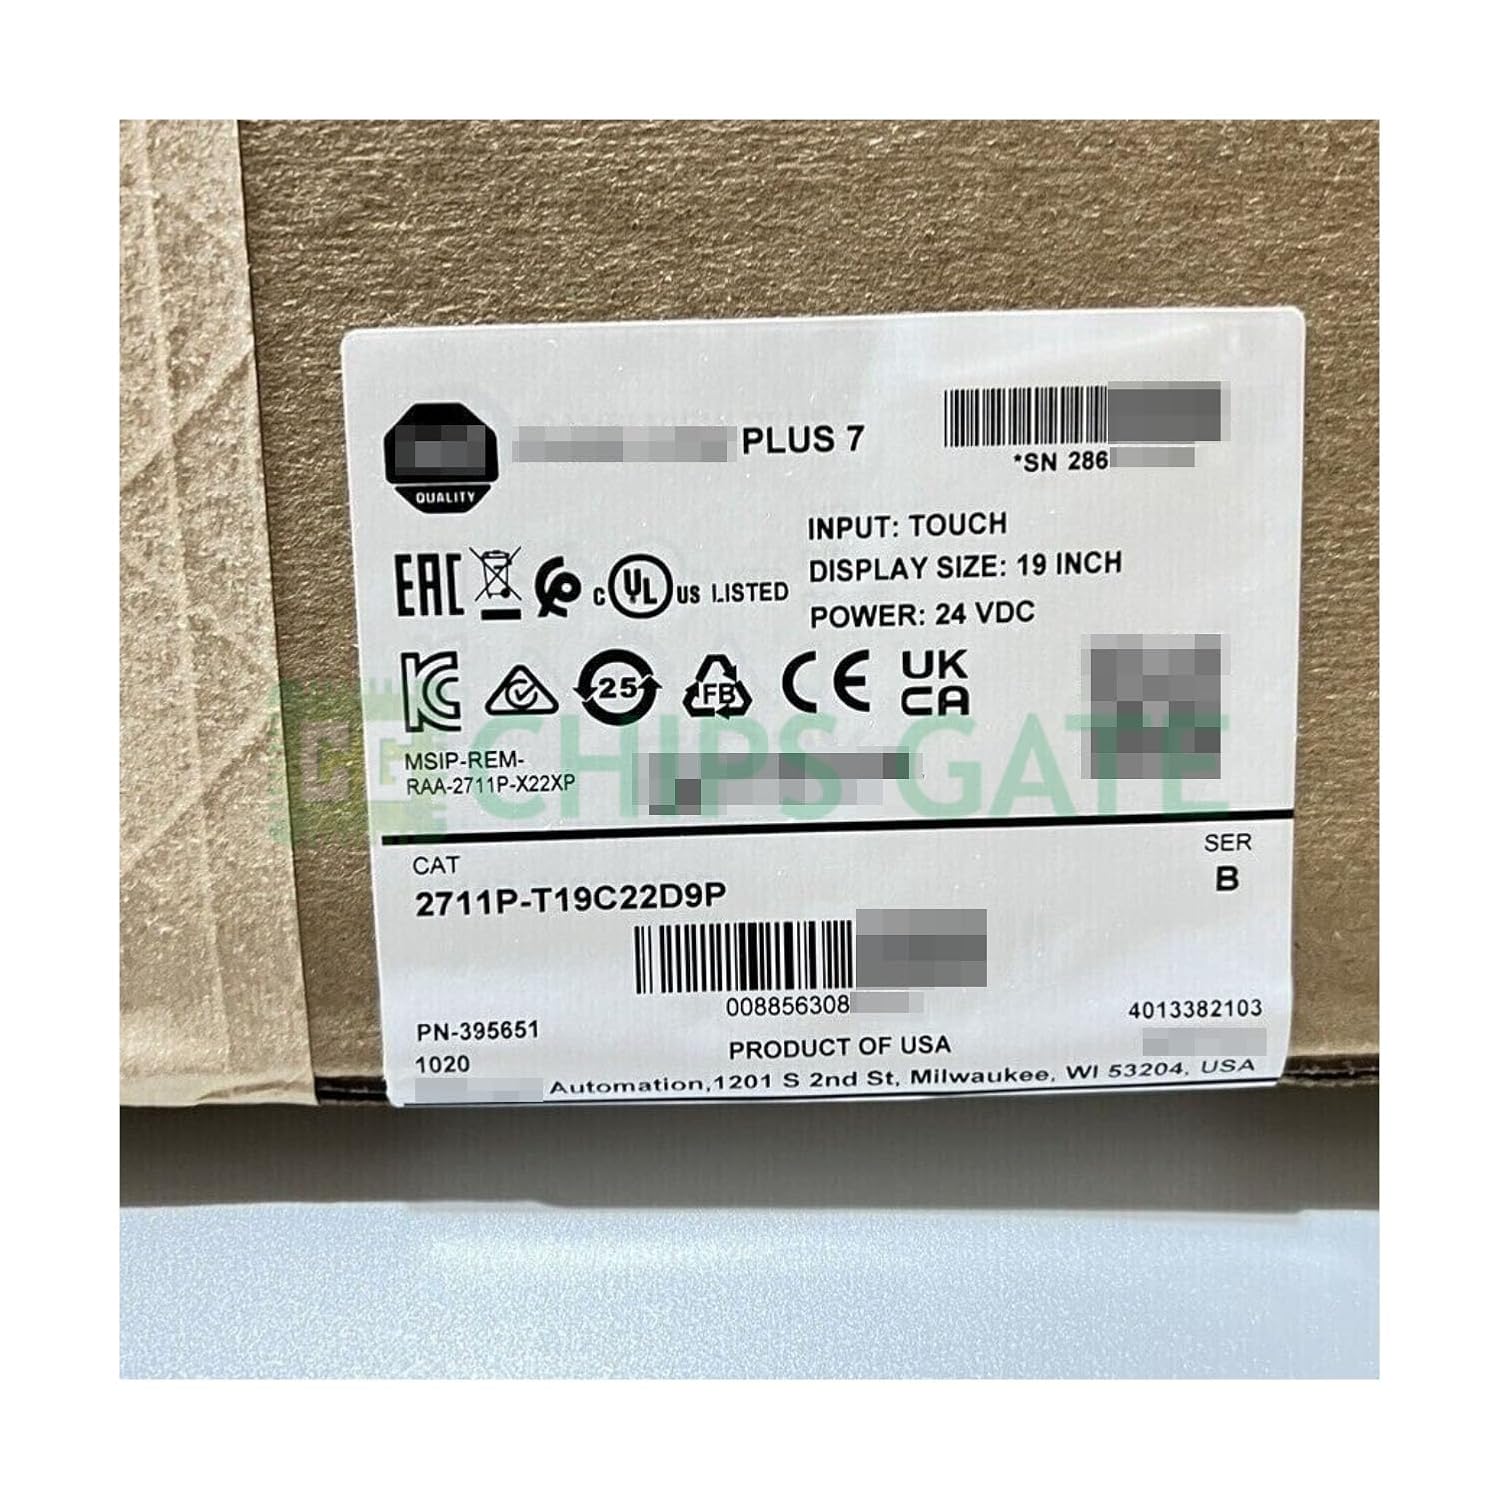 PLUS 7
QUALITY
*SN 286
INPUT: TOUCH
DISPLAY SIZE: 19 INCH
POWER: 24 VDC
EAC
C UL US LISTED
25
FB
CE
UK
CA
MSIP-REM-
RAA-2711P-X22XP
CHIPS GATE
CAT
2711P-T19C22D9P
SER
B
008856308
PN-395651
1020
4013382103
PRODUCT OF USA
Automation,1201 S 2nd St, Milwaukee, WI 53204, USA